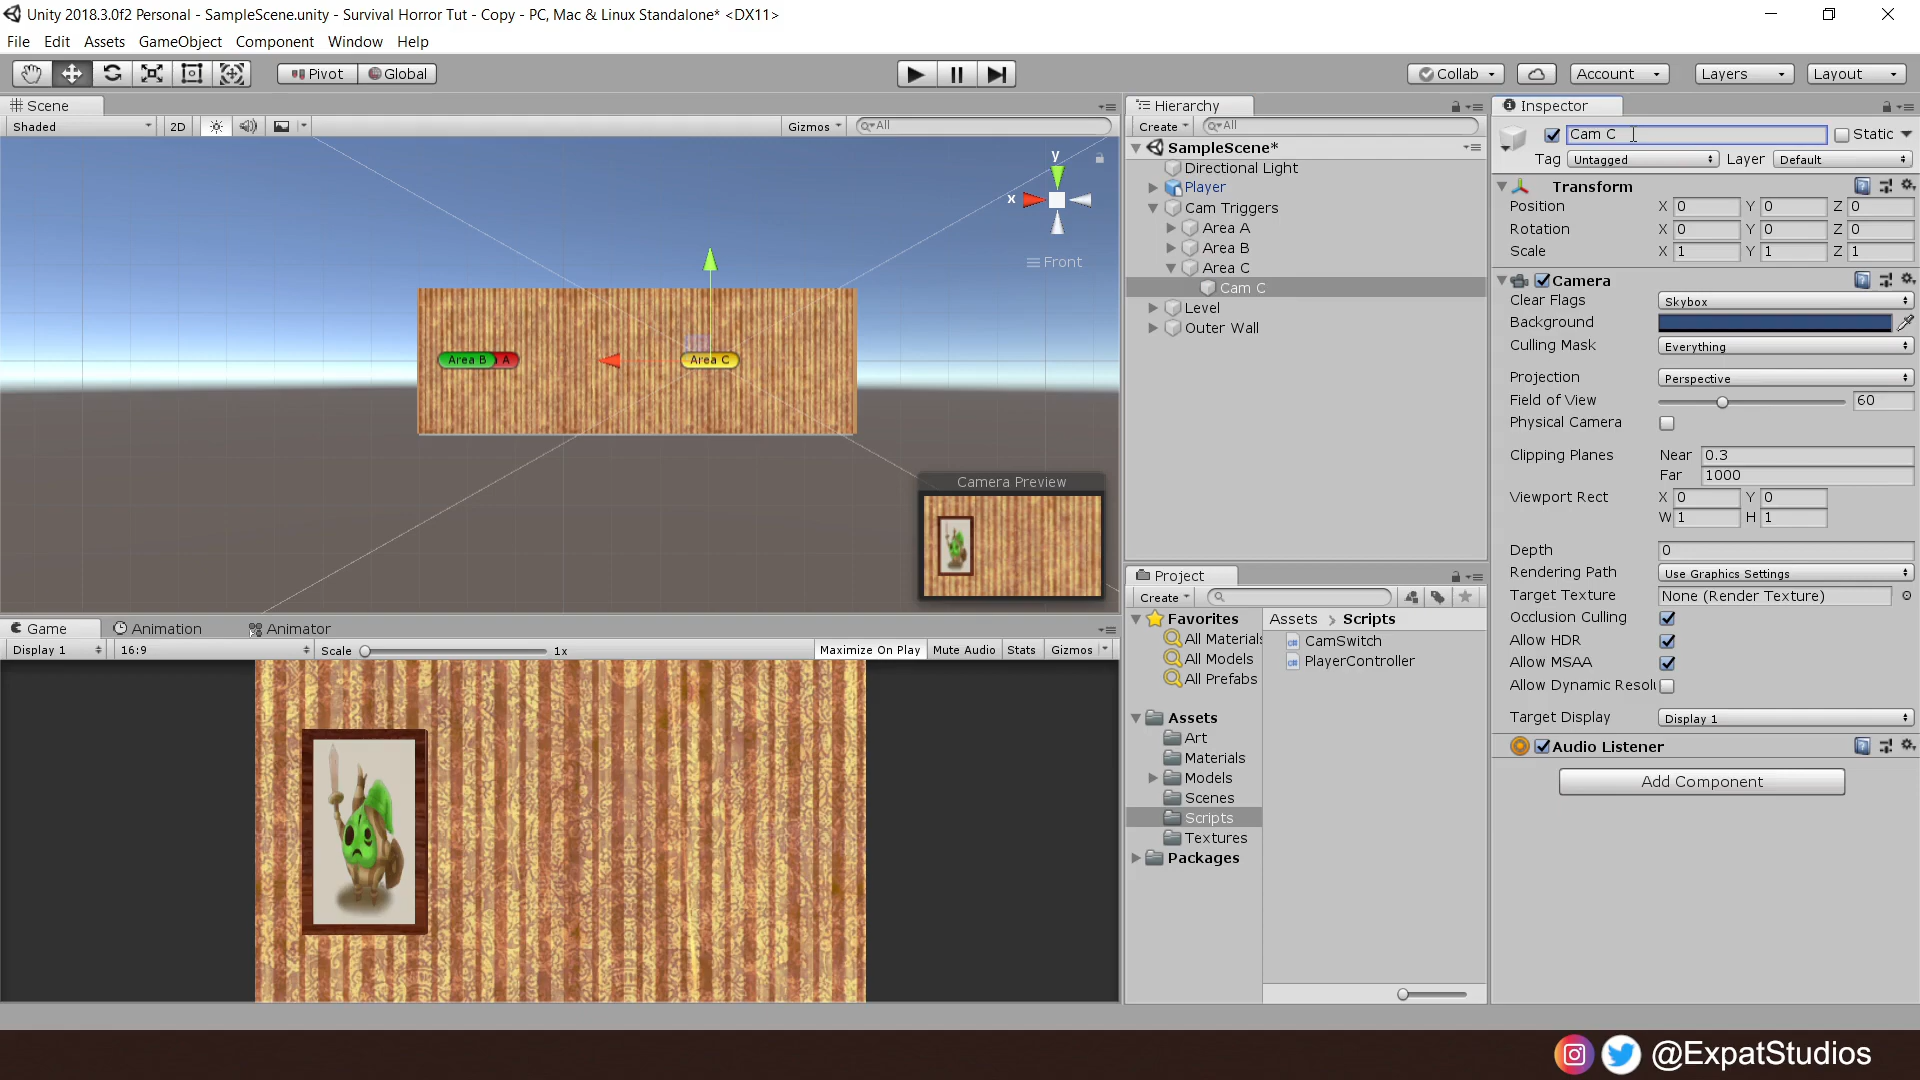 Unity 2018.3.0f2 Personal - SampleScene.unity - Survival Horror Tut - Copy - PC, Mac & Linux Standalone* <DX11>
File Edit Assets GameObject Component Window Help
Pivot Global Collab Account Layers Layout
Scene
Shaded 2D Gizmos All
y
x
Front
Area B A Area C
Camera Preview
Game Animation Animator
Display 1 16:9 Scale 1x Maximize On Play Mute Audio Stats Gizmos
Hierarchy
Create All
SampleScene*
Directional Light
Player
Cam Triggers
Area A
Area B
Area C
Cam C
Level
Outer Wall
Project
Create
Favorites
All Materials
All Models
All Prefabs
Assets
Art
Materials
Models
Scenes
Scripts
Textures
Packages
Assets > Scripts
CamSwitch
PlayerController
Inspector
Cam C Static
Tag Untagged Layer Default
Transform
Position X 0 Y 0 Z 0
Rotation X 0 Y 0 Z 0
Scale X 1 Y 1 Z 1
Camera
Clear Flags Skybox
Background
Culling Mask Everything
Projection Perspective
Field of View 60
Physical Camera
Clipping Planes Near 0.3
Far 1000
Viewport Rect X 0 Y 0
W 1 H 1
Depth 0
Rendering Path Use Graphics Settings
Target Texture None (Render Texture)
Occlusion Culling
Allow HDR
Allow MSAA
Allow Dynamic Resolu
Target Display Display 1
Audio Listener
Add Component
@ExpatStudios